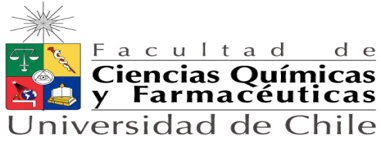 Facultad de
Ciencias Químicas
y Farmacéuticas
Universidad de Chile